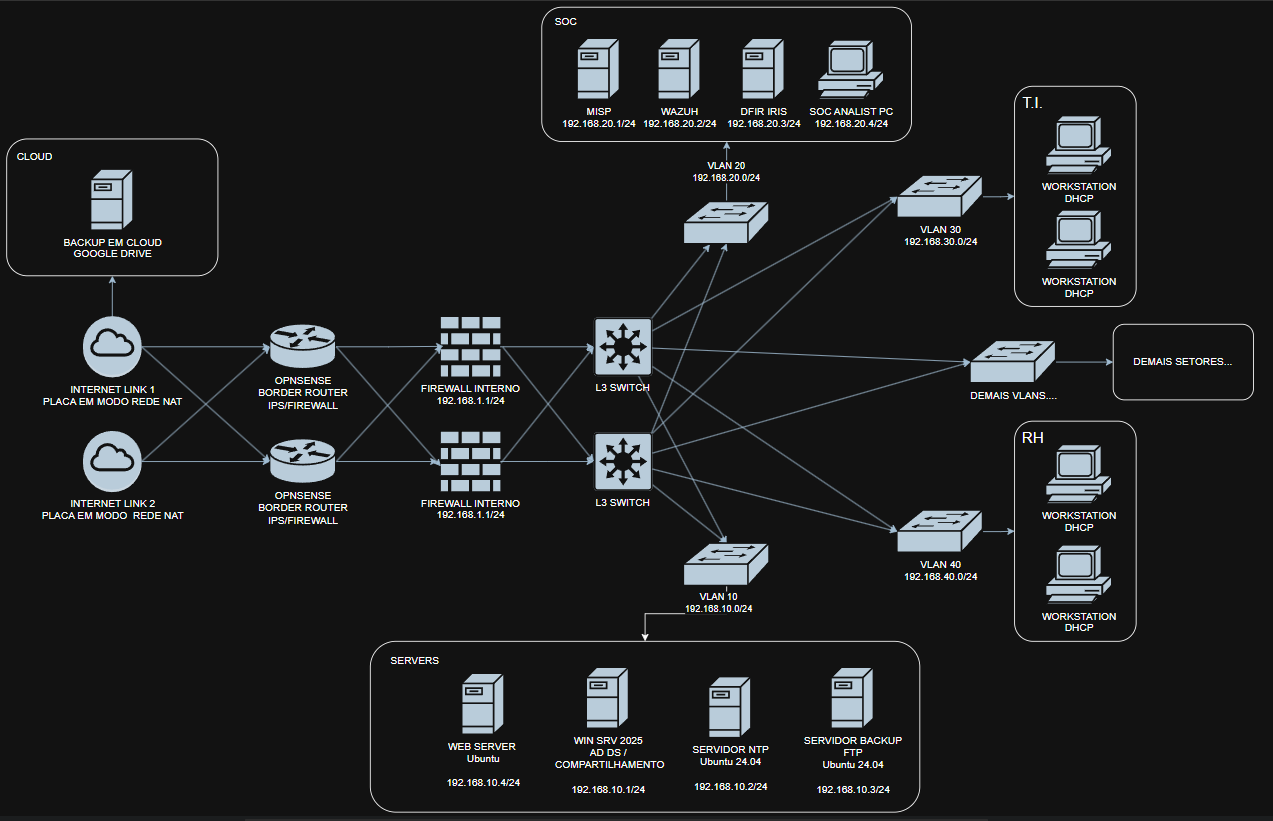 SOC
MISP
192.168.20.1/24
WAZUH
192.168.20.2/24
DFIR IRIS
192.168.20.3/24
SOC ANALIST PC
192.168.20.4/24
VLAN 20
192.168.20.0/24
CLOUD
BACKUP EM CLOUD
GOOGLE DRIVE
INTERNET LINK 1
PLACA EM MODO REDE NAT
INTERNET LINK 2
PLACA EM MODO  REDE NAT
OPNSENSE
BORDER ROUTER
IPS/FIREWALL
OPNSENSE
BORDER ROUTER
IPS/FIREWALL
FIREWALL INTERNO
192.168.1.1/24
FIREWALL INTERNO
192.168.1.1/24
L3 SWITCH
L3 SWITCH
VLAN 30
192.168.30.0/24
T.I.
WORKSTATION
DHCP
WORKSTATION
DHCP
DEMAIS VLANS....
DEMAIS SETORES...
VLAN 40
192.168.40.0/24
RH
WORKSTATION
DHCP
WORKSTATION
DHCP
VLAN 10
192.168.10.0/24
SERVERS
WEB SERVER
Ubuntu
192.168.10.4/24
WIN SRV 2025
AD DS /
COMPARTILHAMENTO
192.168.10.1/24
SERVIDOR NTP
Ubuntu 24.04
192.168.10.2/24
SERVIDOR BACKUP
FTP
Ubuntu 24.04
192.168.10.3/24